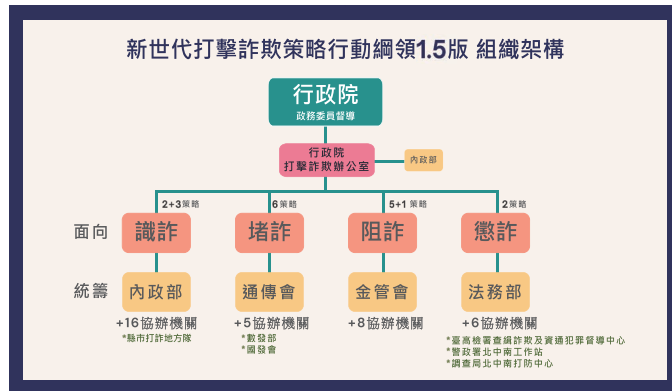 新世代打擊詐欺策略行動綱領1.5版 組織架構
行政院
政務委員督導
行政院
打擊詐欺辦公室
內政部
2+3策略
6策略
5+1 策略
2策略
面向
識詐
堵詐
阻詐
懲詐
統籌
內政部
通傳會
金管會
法務部
+16協辦機關
+5協辦機關
+8協辦機關
+6協辦機關
*縣市打詐地方隊
*數發部
*國發會
*臺高檢署查緝詐欺及資通犯罪督導中心
*警政署北中南工作站
*調查局北中南打防中心